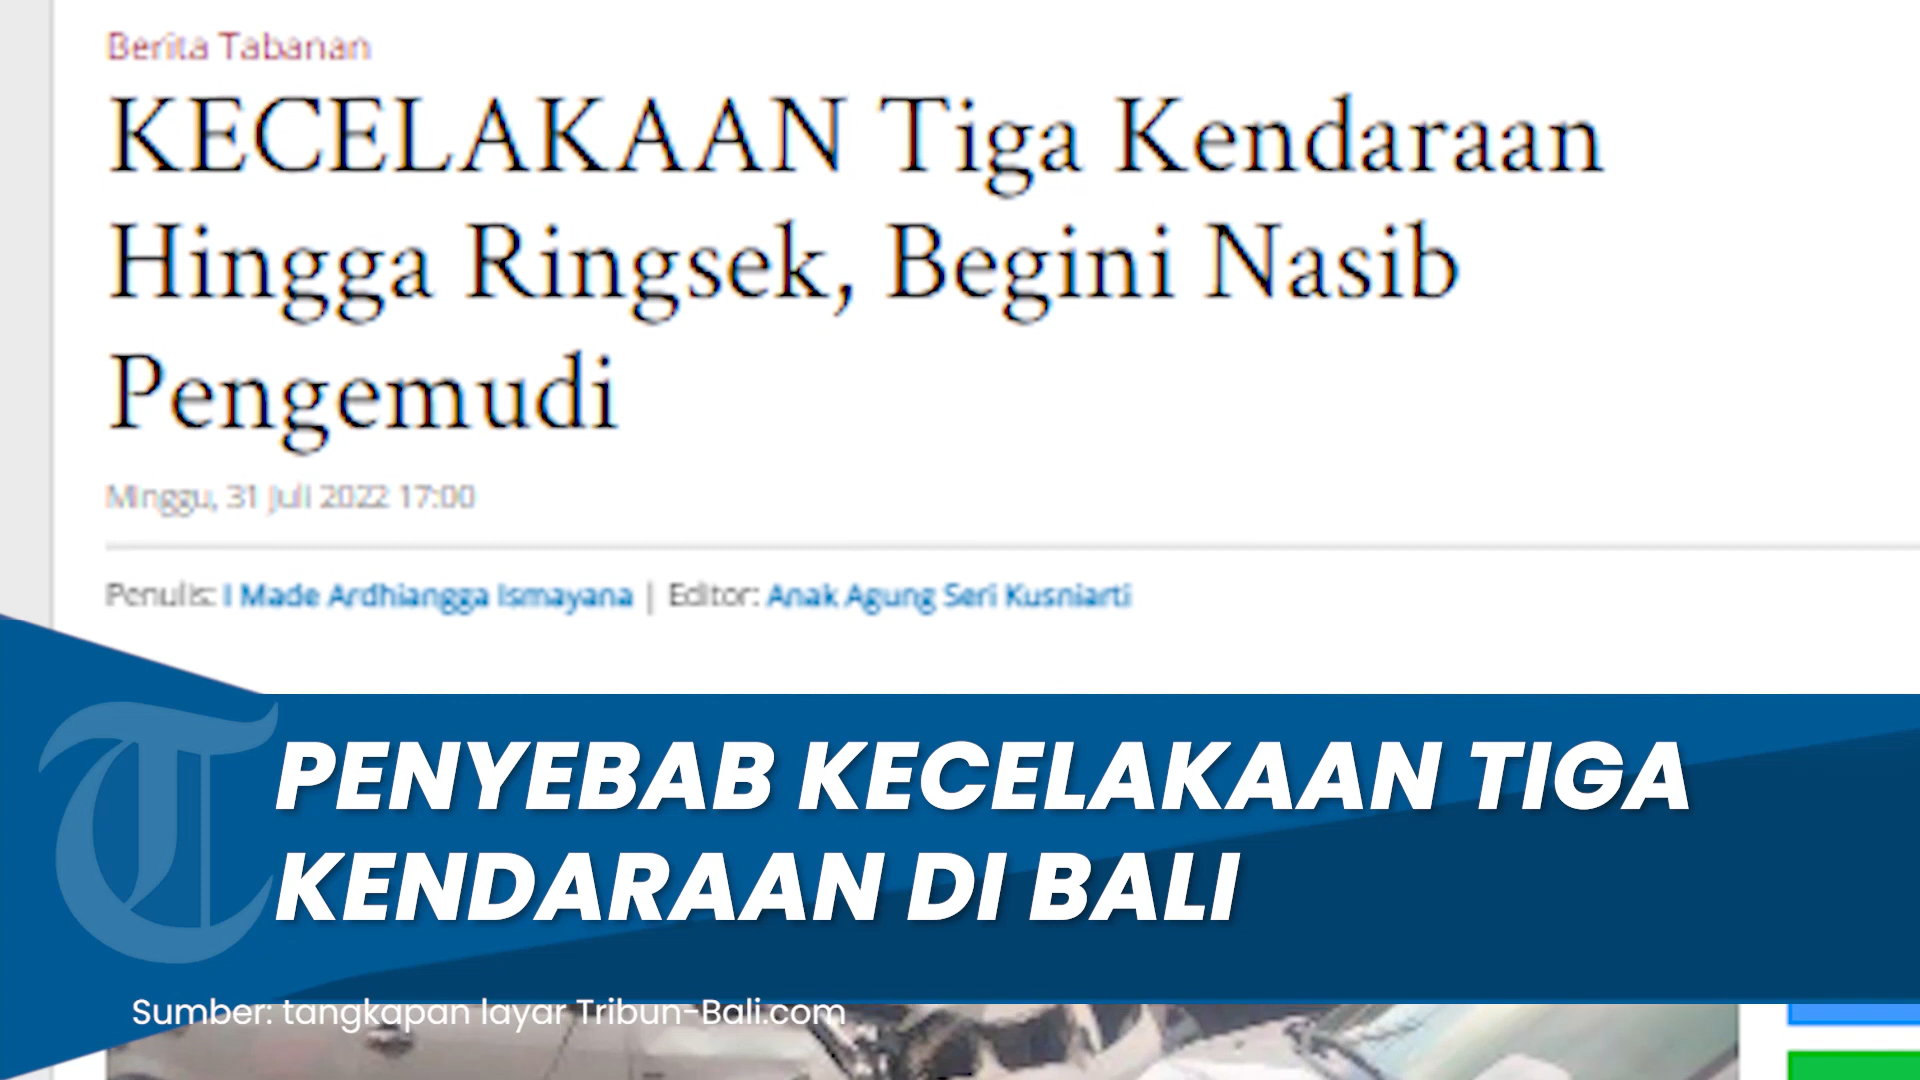 Berita Tabanan
KECELAKAAN Tiga Kendaraan
Hingga Ringsek, Begini Nasib
Pengemudi
Minggu, 31 Juli 2022 17:00
Penulis: I Made Ardhiangga Ismayana | Editor: Anak Agung Seri Kusniarti
PENYEBAB KECELAKAAN TIGA
KENDARAAN DI BALI
Sumber: tangkapan layar Tribun-Bali.com